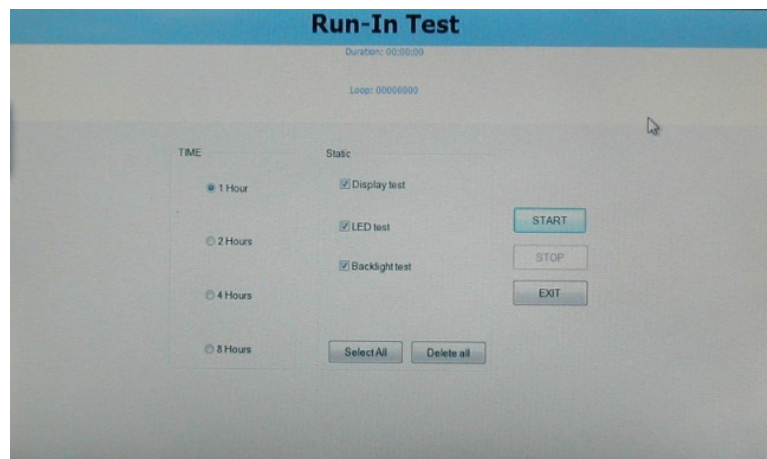 Run-In Test
Duration: 00:00:00
Loop: 00000000
TIME
1 Hour
2 Hours
4 Hours
8 Hours
Static
Display test
LED test
Backlight test
Select All
Delete all
START
STOP
EXIT